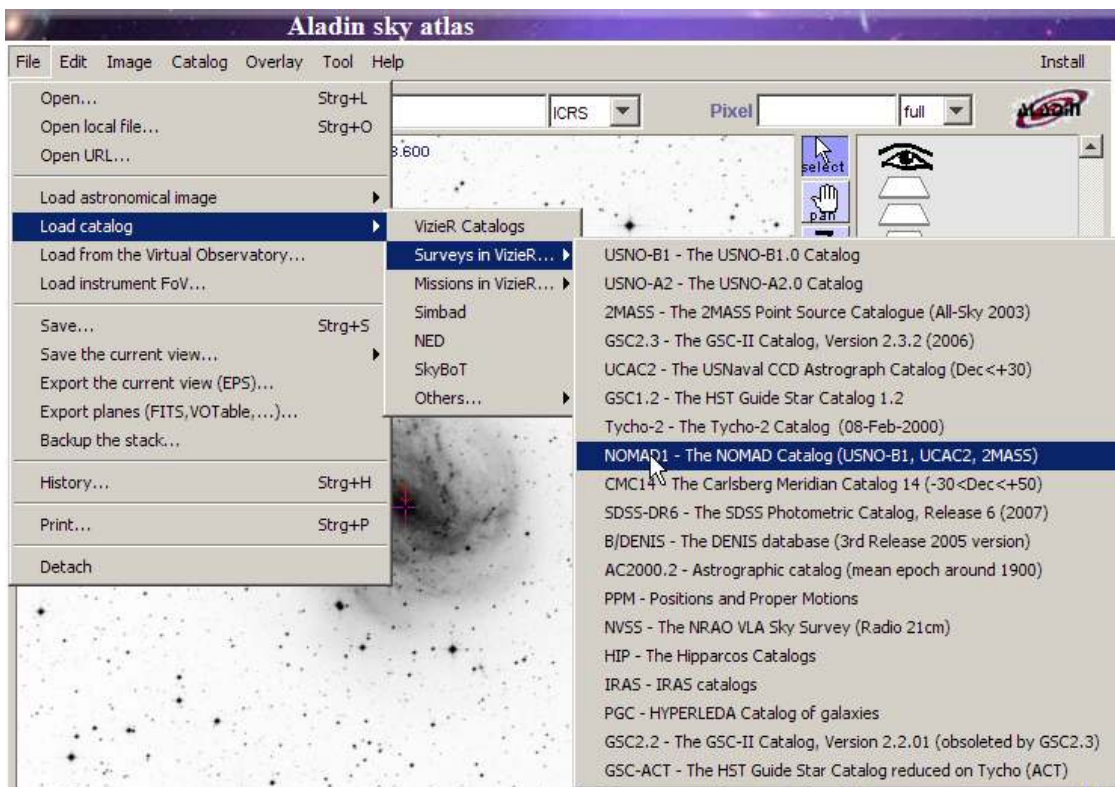 Aladin sky atlas
File Edit Image Catalog Overlay Tool Help Install
Open... Strg+L
Open local file... Strg+O
Open URL...
Load astronomical image
Load catalog
Load from the Virtual Observatory...
Load instrument FoV...
Save... Strg+S
Save the current view...
Export the current view (EPS)...
Export planes (FITS,VOTable,...)...
Backup the stack...
History... Strg+H
Print... Strg+P
Detach
ICRS
Pixel
full
Aladin
select
pan
VizieR Catalogs
Surveys in VizieR...
Missions in VizieR...
Simbad
NED
SkyBoT
Others...
USNO-B1 - The USNO-B1.0 Catalog
USNO-A2 - The USNO-A2.0 Catalog
2MASS - The 2MASS Point Source Catalogue (All-Sky 2003)
GSC2.3 - The GSC-II Catalog, Version 2.3.2 (2006)
UCAC2 - The USNaval CCD Astrograph Catalog (Dec<+30)
GSC1.2 - The HST Guide Star Catalog 1.2
Tycho-2 - The Tycho-2 Catalog (08-Feb-2000)
NOMAD1 - The NOMAD Catalog (USNO-B1, UCAC2, 2MASS)
CMC14 - The Carlsberg Meridian Catalog 14 (-30<Dec<+50)
SDSS-DR6 - The SDSS Photometric Catalog, Release 6 (2007)
B/DENIS - The DENIS database (3rd Release 2005 version)
AC2000.2 - Astrographic catalog (mean epoch around 1900)
PPM - Positions and Proper Motions
NVSS - The NRAO VLA Sky Survey (Radio 21cm)
HIP - The Hipparcos Catalogs
IRAS - IRAS catalogs
PGC - HYPERLEDA Catalog of galaxies
GSC2.2 - The GSC-II Catalog, Version 2.2.01 (obsoleted by GSC2.3)
GSC-ACT - The HST Guide Star Catalog reduced on Tycho (ACT)